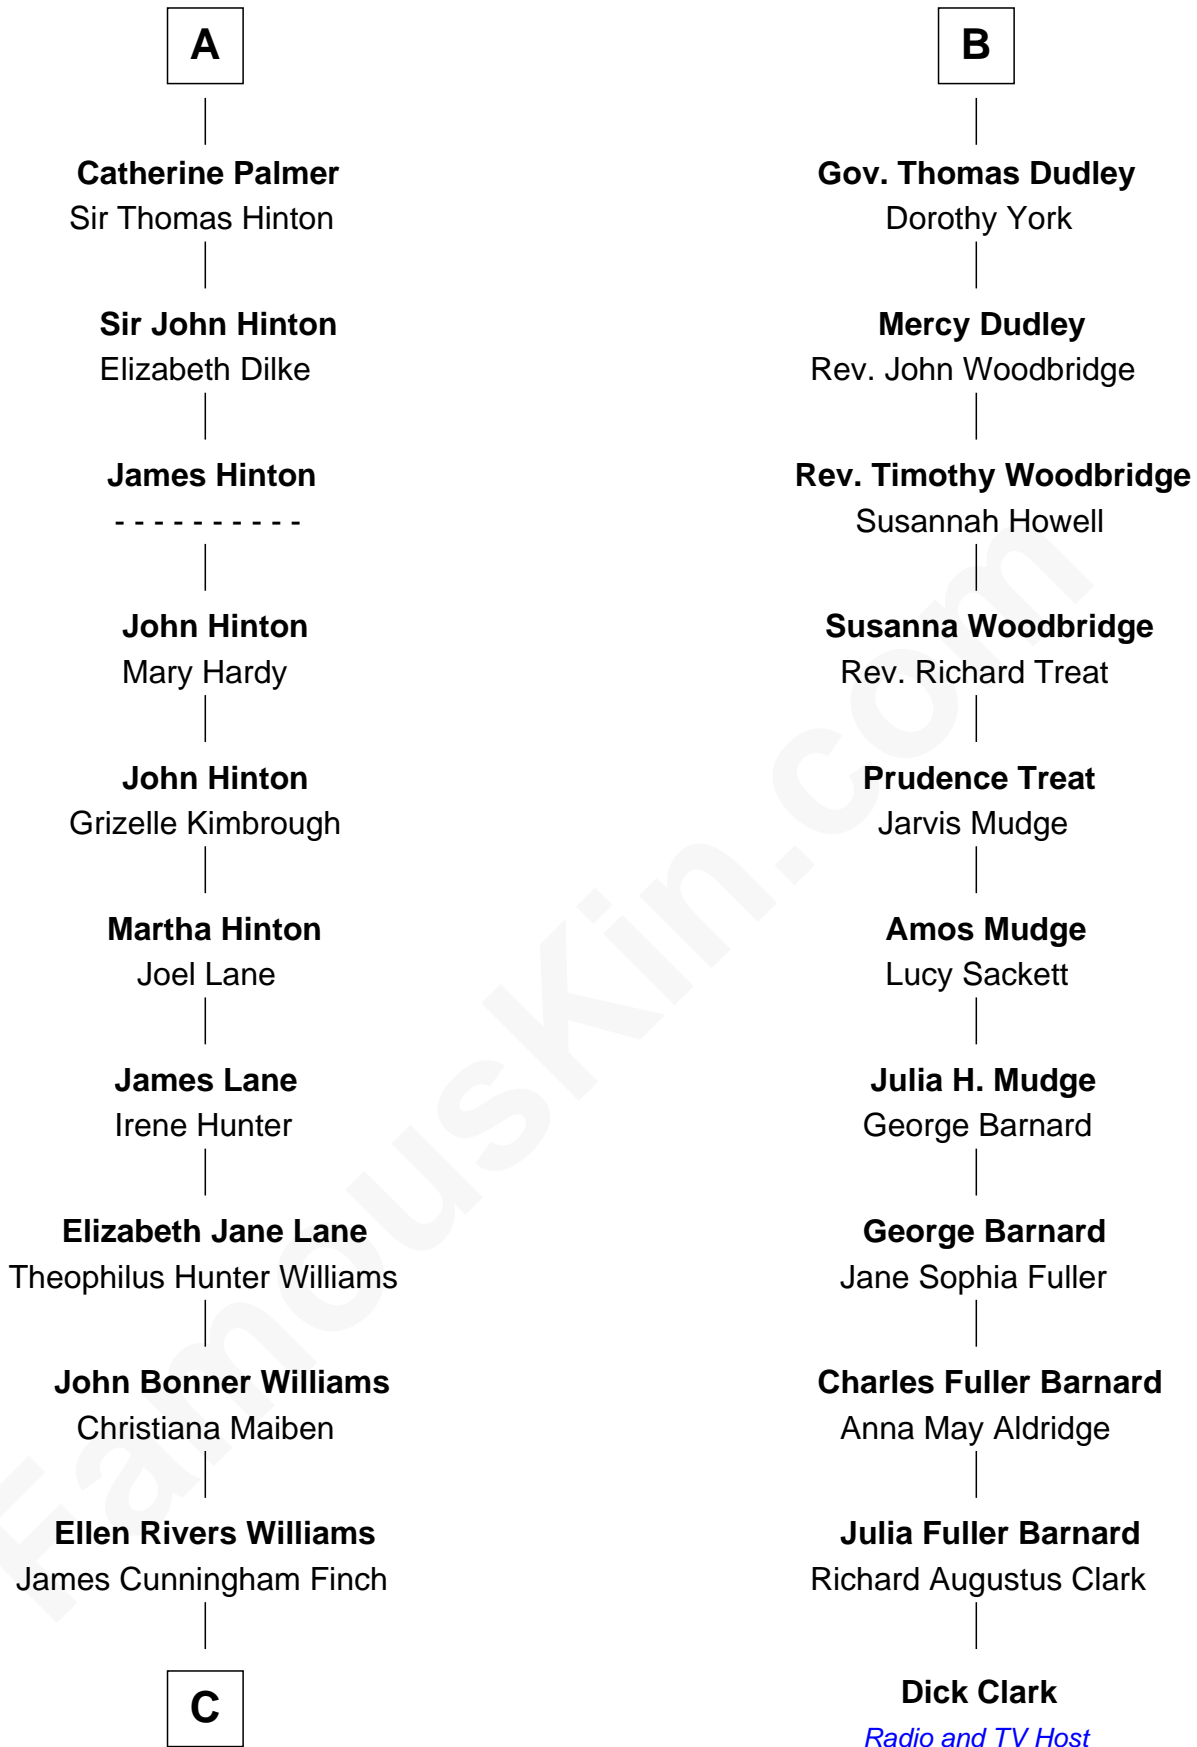 A
Catherine Palmer
Sir Thomas Hinton
Sir John Hinton
Elizabeth Dilke
James Hinton
- - - - - - - - - -
John Hinton
Mary Hardy
John Hinton
Grizelle Kimbrough
Martha Hinton
Joel Lane
James Lane
Irene Hunter
Elizabeth Jane Lane
Theophilus Hunter Williams
John Bonner Williams
Christiana Maiben
Ellen Rivers Williams
James Cunningham Finch
C
B
Gov. Thomas Dudley
Dorothy York
Mercy Dudley
Rev. John Woodbridge
Rev. Timothy Woodbridge
Susannah Howell
Susanna Woodbridge
Rev. Richard Treat
Prudence Treat
Jarvis Mudge
Amos Mudge
Lucy Sackett
Julia H. Mudge
George Barnard
George Barnard
Jane Sophia Fuller
Charles Fuller Barnard
Anna May Aldridge
Julia Fuller Barnard
Richard Augustus Clark
Dick Clark
Radio and TV Host
FamousKin.com